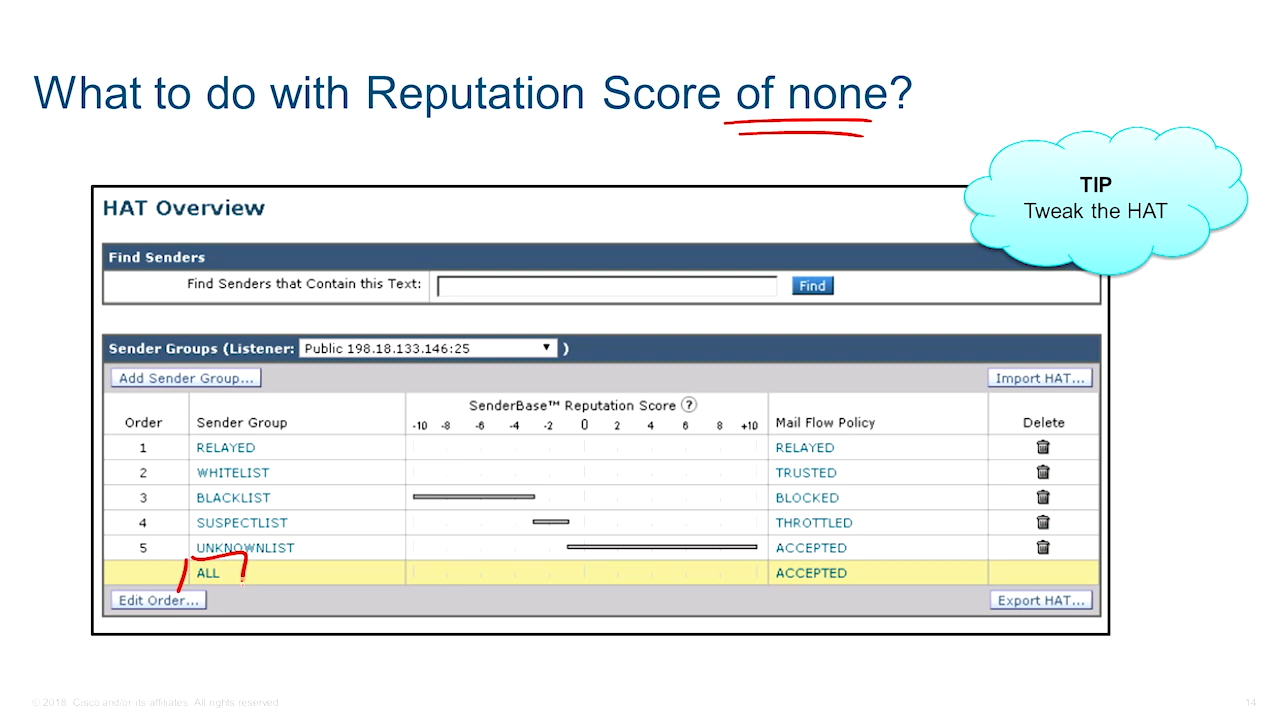 What to do with Reputation Score of none?
TIP
Tweak the HAT
HAT Overview
Find Senders
Find Senders that Contain this Text:
Find
Sender Groups (Listener: Public 198.18.133.146:25 )
Add Sender Group...
Import HAT...
SenderBase™ Reputation Score ?
Order Sender Group -10 -8 -6 -4 -2 0 2 4 6 8 +10 Mail Flow Policy Delete
1 RELAYED RELAYED
2 WHITELIST TRUSTED
3 BLACKLIST BLOCKED
4 SUSPECTLIST THROTTLED
5 UNKNOWNLIST ACCEPTED
ALL ACCEPTED
Edit Order...
Export HAT...
© 2018 Cisco and/or its affiliates. All rights reserved.
14